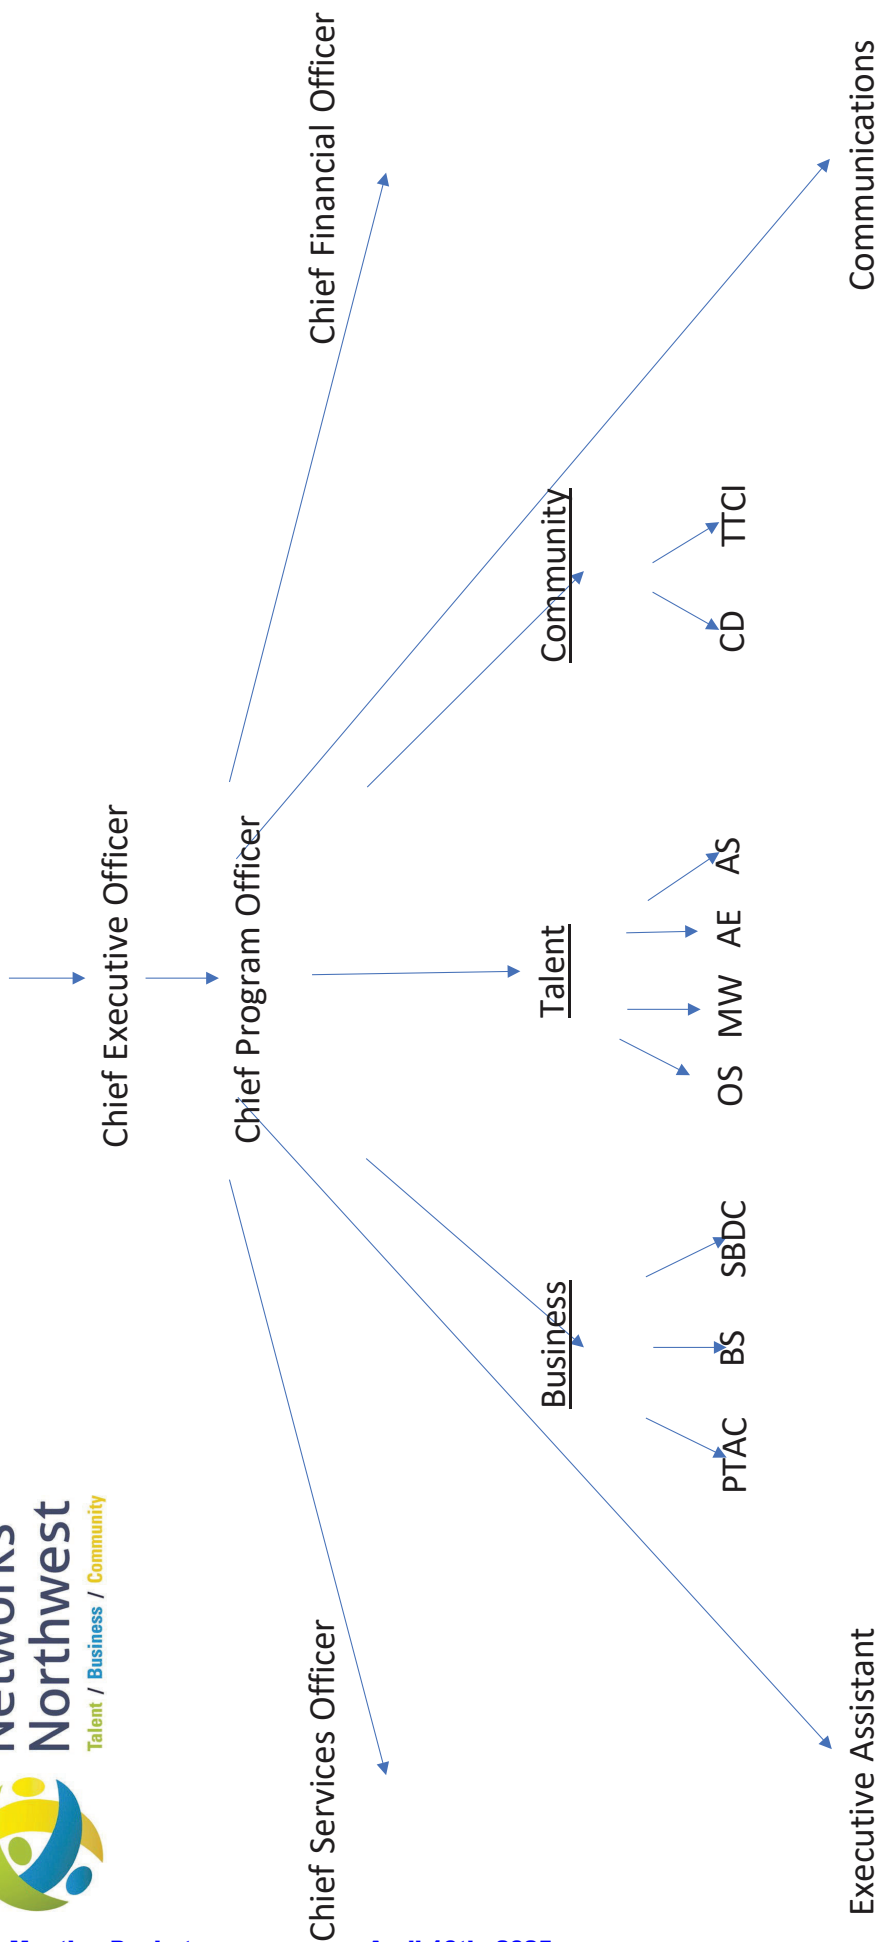 Networks
Northwest
Talent / Business / Community
Chief Executive Officer
Chief Program Officer
Chief Services Officer
Chief Financial Officer
Business
Talent
Community
PTAC
BS
SBDC
OS
MW
AE
AS
CD
TTCI
Executive Assistant
Communications